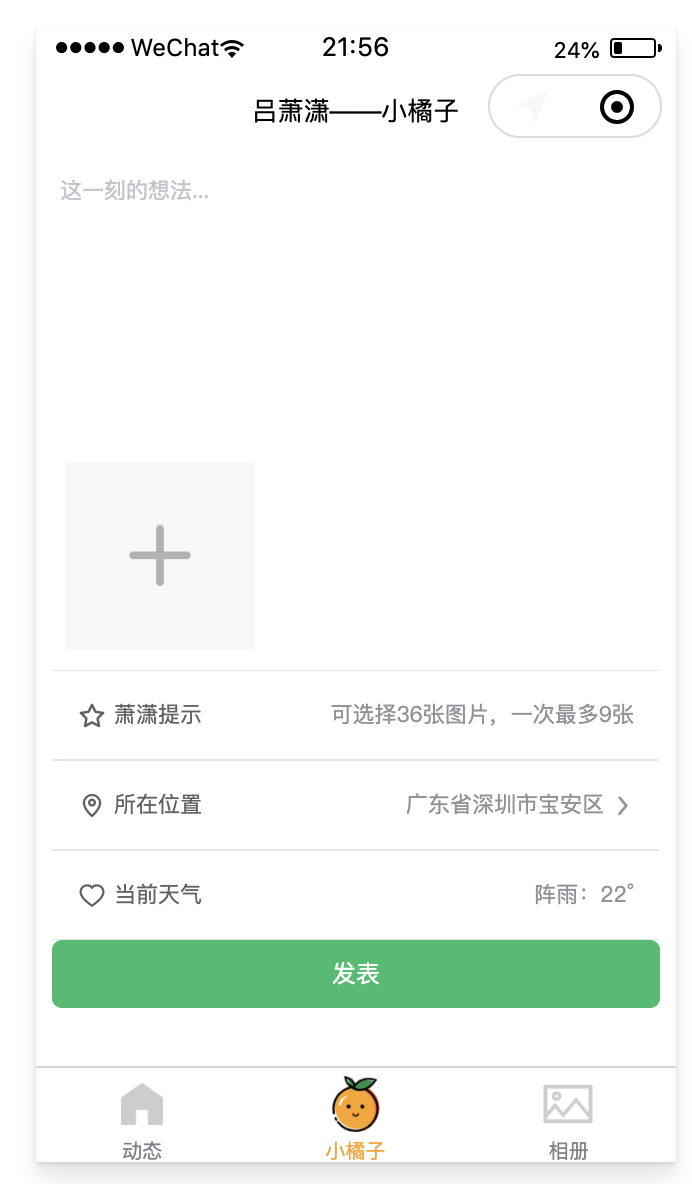 ●●●●● WeChat 21:56 24%
吕萧潇——小橘子
这一刻的想法...
萧潇提示 可选择36张图片，一次最多9张
所在位置 广东省深圳市宝安区
当前天气 阵雨：22°
发表
动态 小橘子 相册